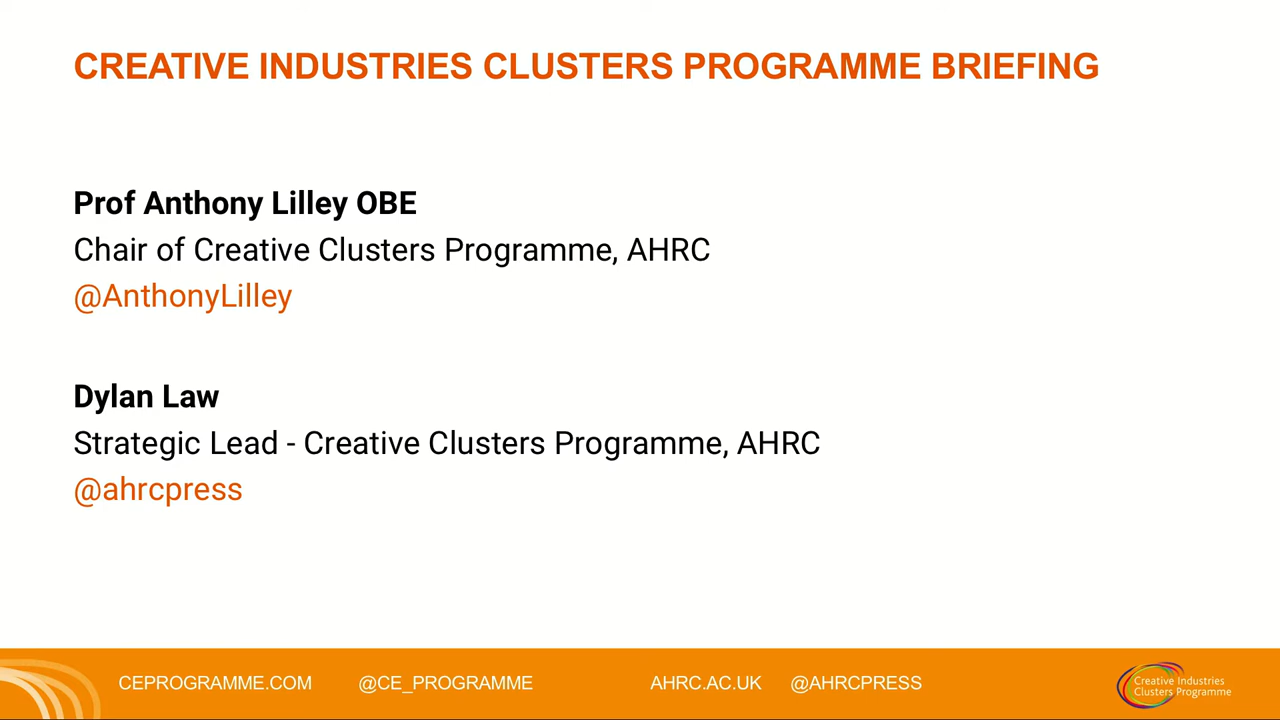 CREATIVE INDUSTRIES CLUSTERS PROGRAMME BRIEFING
Prof Anthony Lilley OBE
Chair of Creative Clusters Programme, AHRC
@AnthonyLilley
Dylan Law
Strategic Lead - Creative Clusters Programme, AHRC
@ahrcpress
CEPROGRAMME.COM @CE_PROGRAMME AHRC.AC.UK @AHRCPRESS
Creative Industries
Clusters Programme